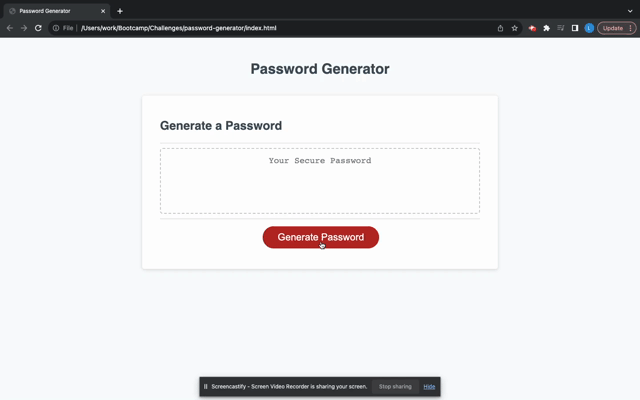 Password Generator
File
/Users/work/Bootcamp/Challenges/password-generator/index.html
L
Update
Password Generator
Generate a Password
Your Secure Password
Generate Password
Screencastify - Screen Video Recorder is sharing your screen.
Stop sharing
Hide